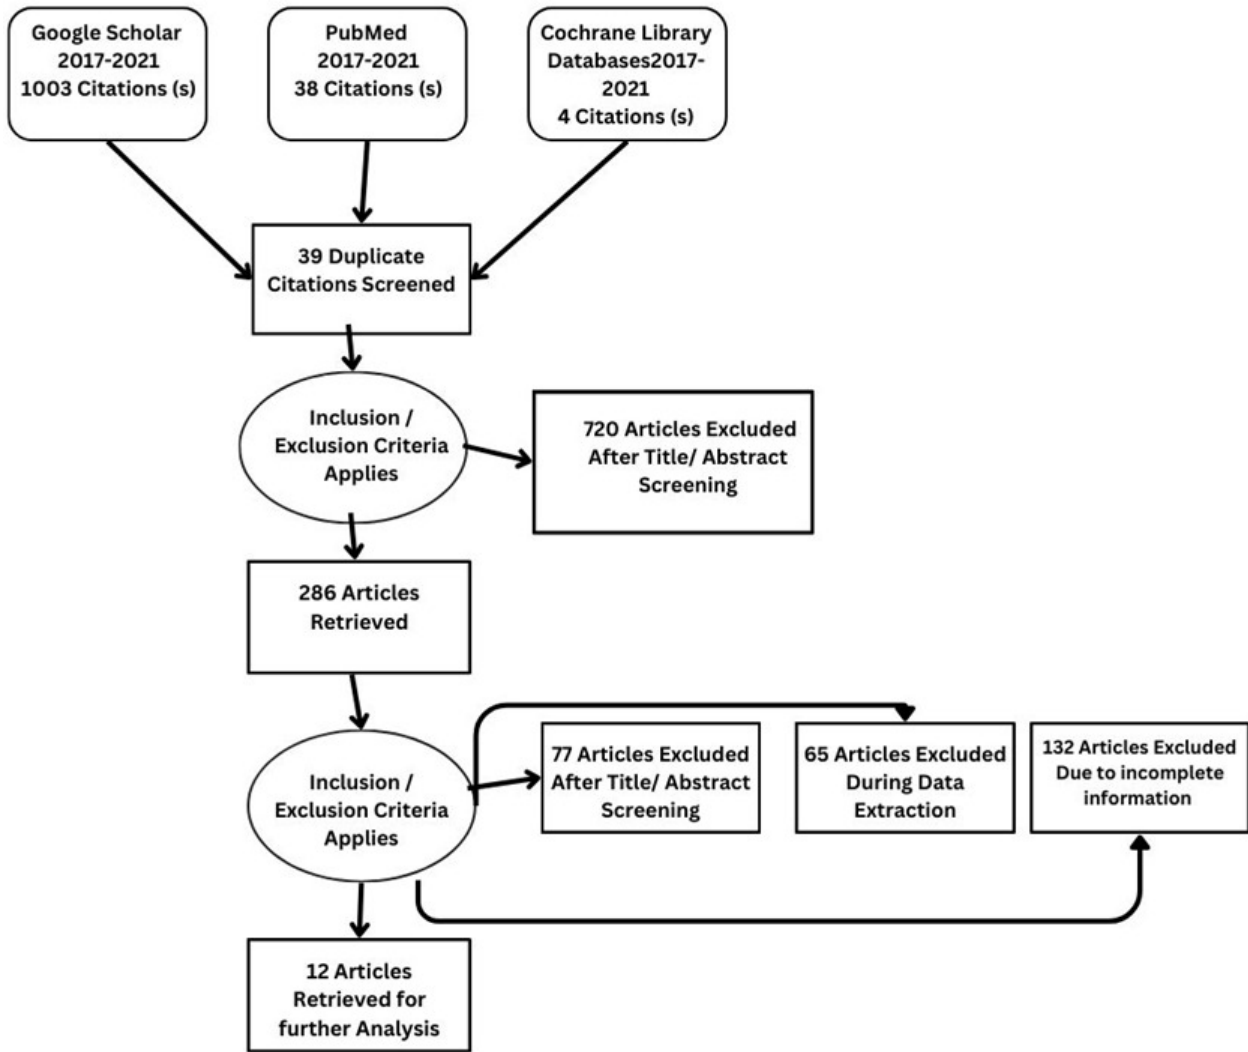 Google Scholar
2017-2021
1003 Citations (s)
PubMed
2017-2021
38 Citations (s)
Cochrane Library
Databases2017-
2021
4 Citations (s)
39 Duplicate
Citations Screened
Inclusion /
Exclusion Criteria
Applies
720 Articles Excluded
After Title/ Abstract
Screening
286 Articles
Retrieved
Inclusion /
Exclusion Criteria
Applies
77 Articles Excluded
After Title/ Abstract
Screening
65 Articles Excluded
During Data
Extraction
132 Articles Excluded
Due to incomplete
information
12 Articles
Retrieved for
further Analysis